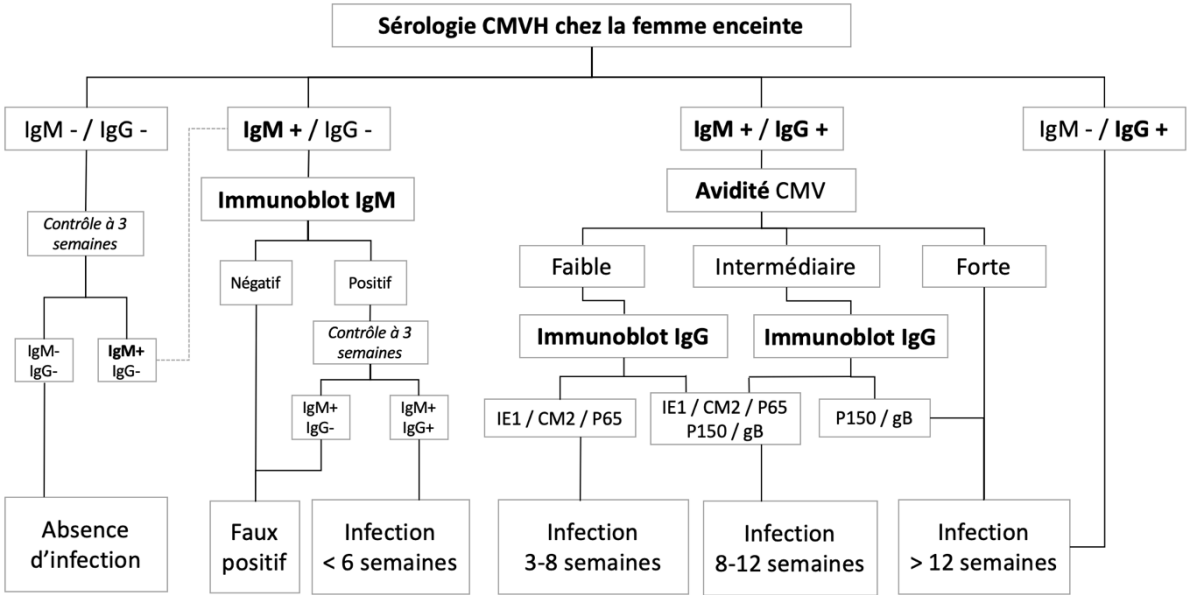 Sérologie CMVH chez la femme enceinte
IgM - / IgG -
IgM + / IgG -
IgM + / IgG +
IgM - / IgG +
Immunoblot IgM
Avidité CMV
Contrôle à 3
semaines
Négatif
Positif
Faible
Intermédiaire
Forte
Contrôle à 3
semaines
Immunoblot IgG
Immunoblot IgG
IgM-
IgG-
IgM+
IgG-
IgM+
IgG-
IgM+
IgG+
IE1 / CM2 / P65
IE1 / CM2 / P65
P150 / gB
P150 / gB
Absence
d’infection
Faux
positif
Infection
< 6 semaines
Infection
3-8 semaines
Infection
8-12 semaines
Infection
> 12 semaines